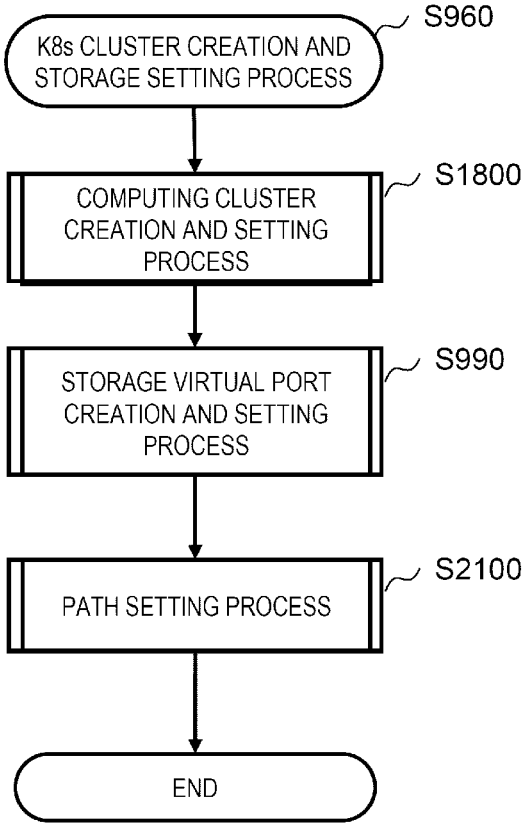 S960
K8s CLUSTER CREATION AND
STORAGE SETTING PROCESS
S1800
COMPUTING CLUSTER
CREATION AND SETTING
PROCESS
S990
STORAGE VIRTUAL PORT
CREATION AND SETTING
PROCESS
S2100
PATH SETTING PROCESS
END